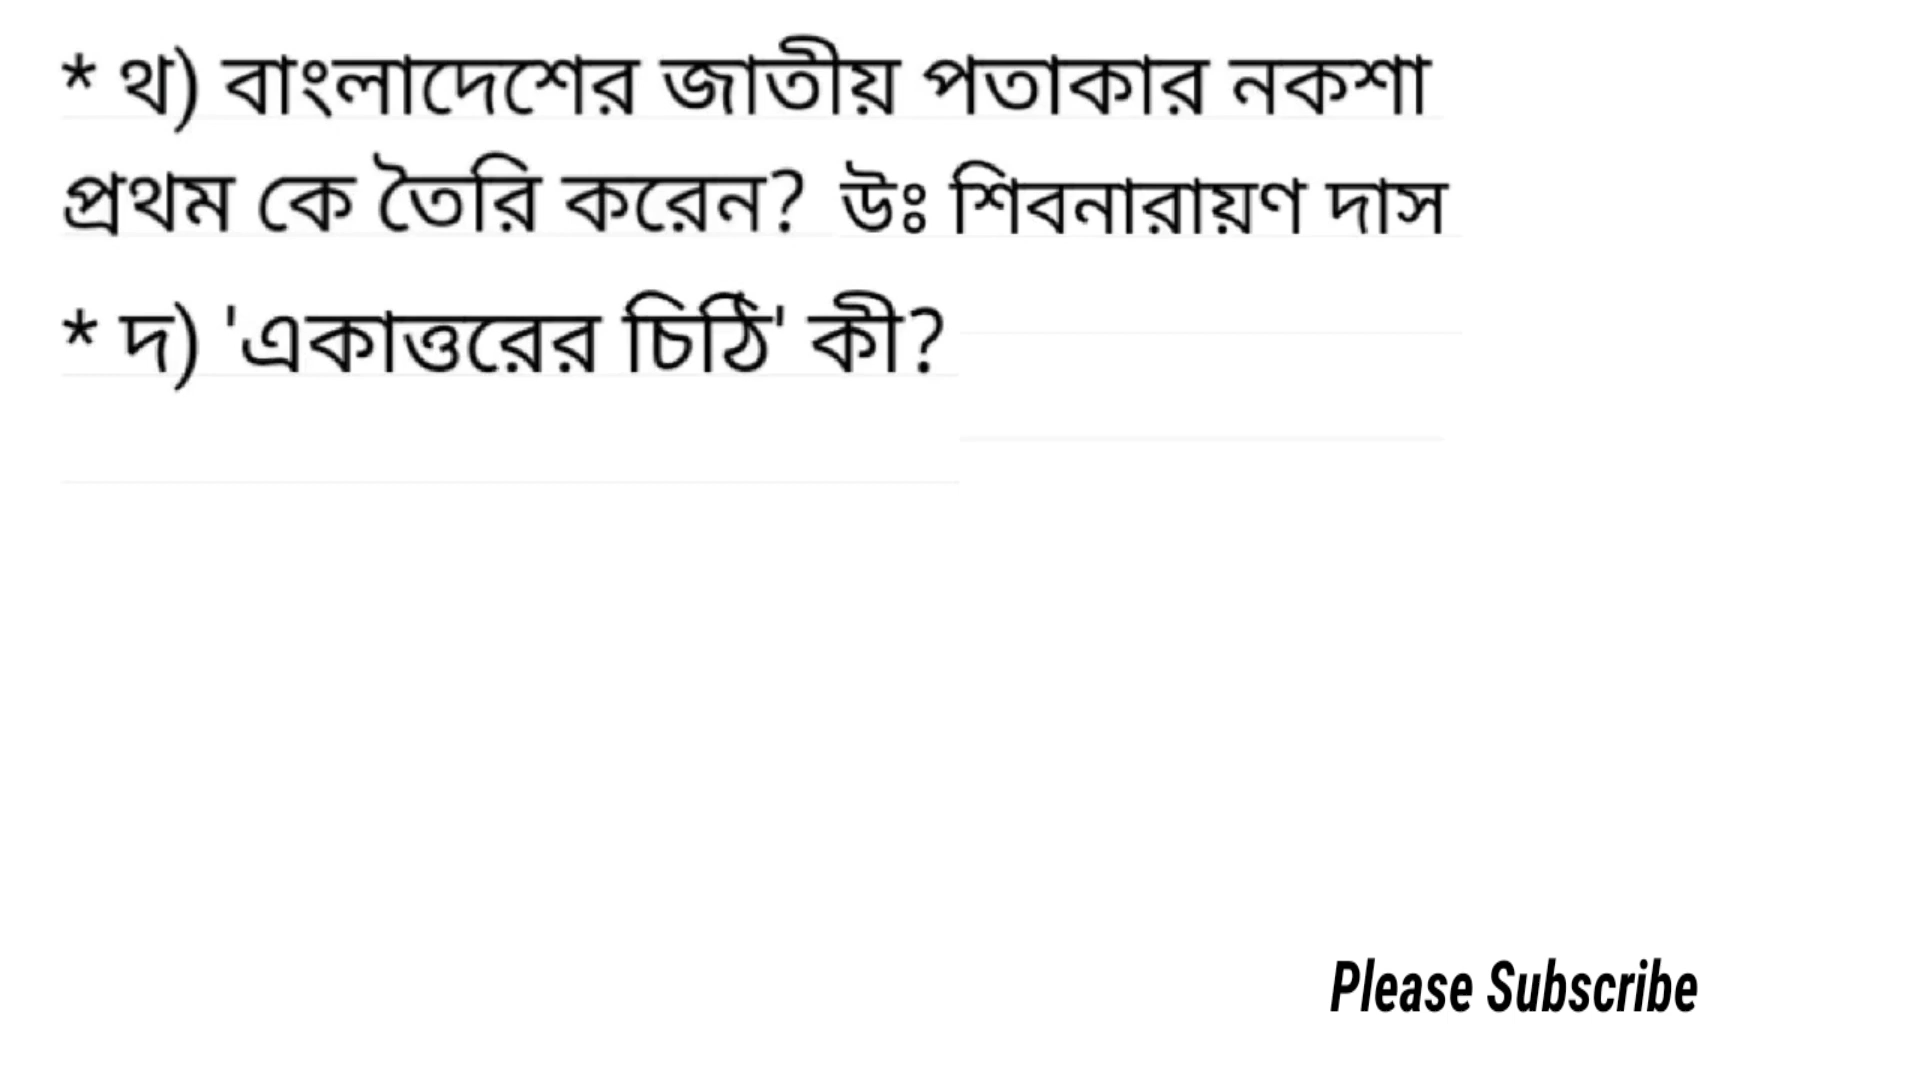 * থ) বাংলাদেশের জাতীয় পতাকার নকশা
প্রথম কে তৈরি করেন? উঃ শিবনারায়ণ দাস
* দ) 'একাত্তরের চিঠি' কী?
Please Subscribe